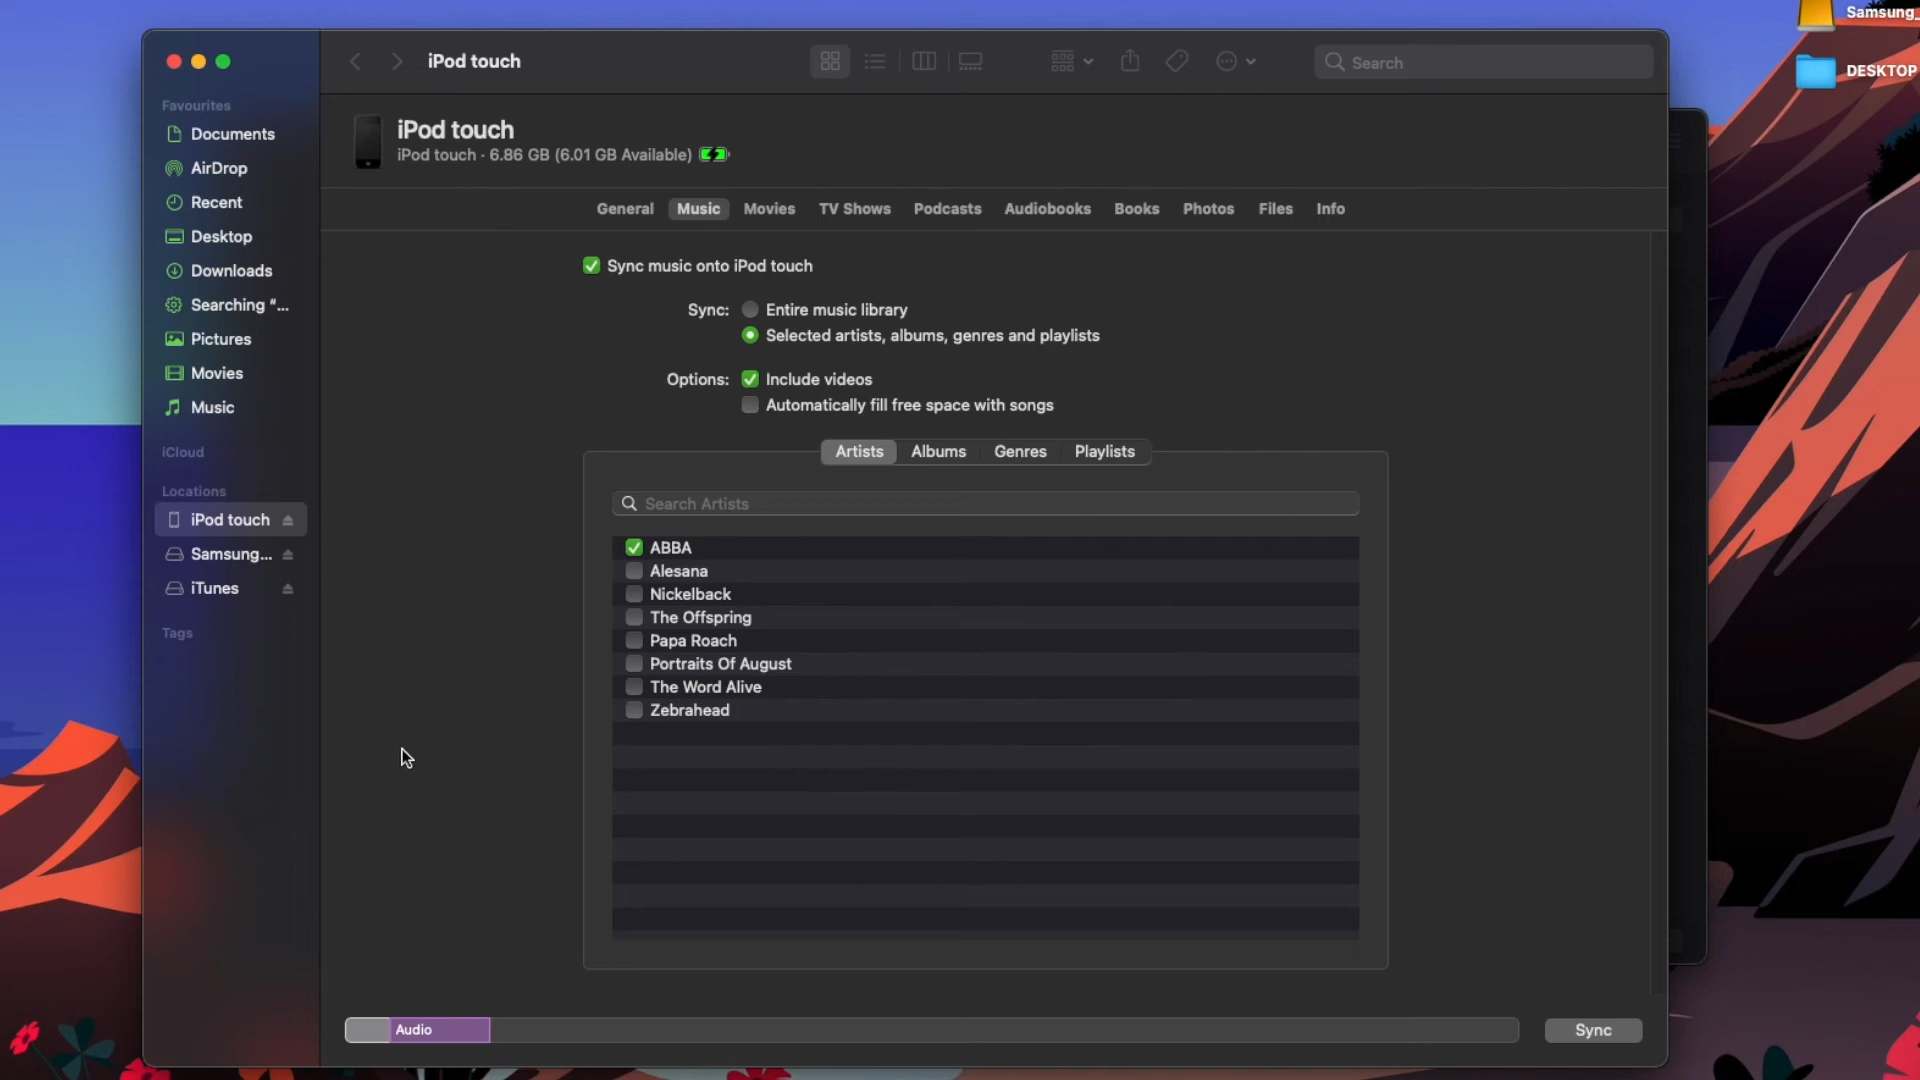 Samsung_
DESKTOP
iPod touch
Search
Favourites
Documents
AirDrop
Recent
Desktop
Downloads
Searching “...
Pictures
Movies
Music
iCloud
Locations
iPod touch
Samsung...
iTunes
Tags
iPod touch
iPod touch · 6.86 GB (6.01 GB Available)
General Music Movies TV Shows Podcasts Audiobooks Books Photos Files Info
Sync music onto iPod touch
Sync: Entire music library
Selected artists, albums, genres and playlists
Options: Include videos
Automatically fill free space with songs
Artists Albums Genres Playlists
Search Artists
ABBA
Alesana
Nickelback
The Offspring
Papa Roach
Portraits Of August
The Word Alive
Zebrahead
Audio
Sync